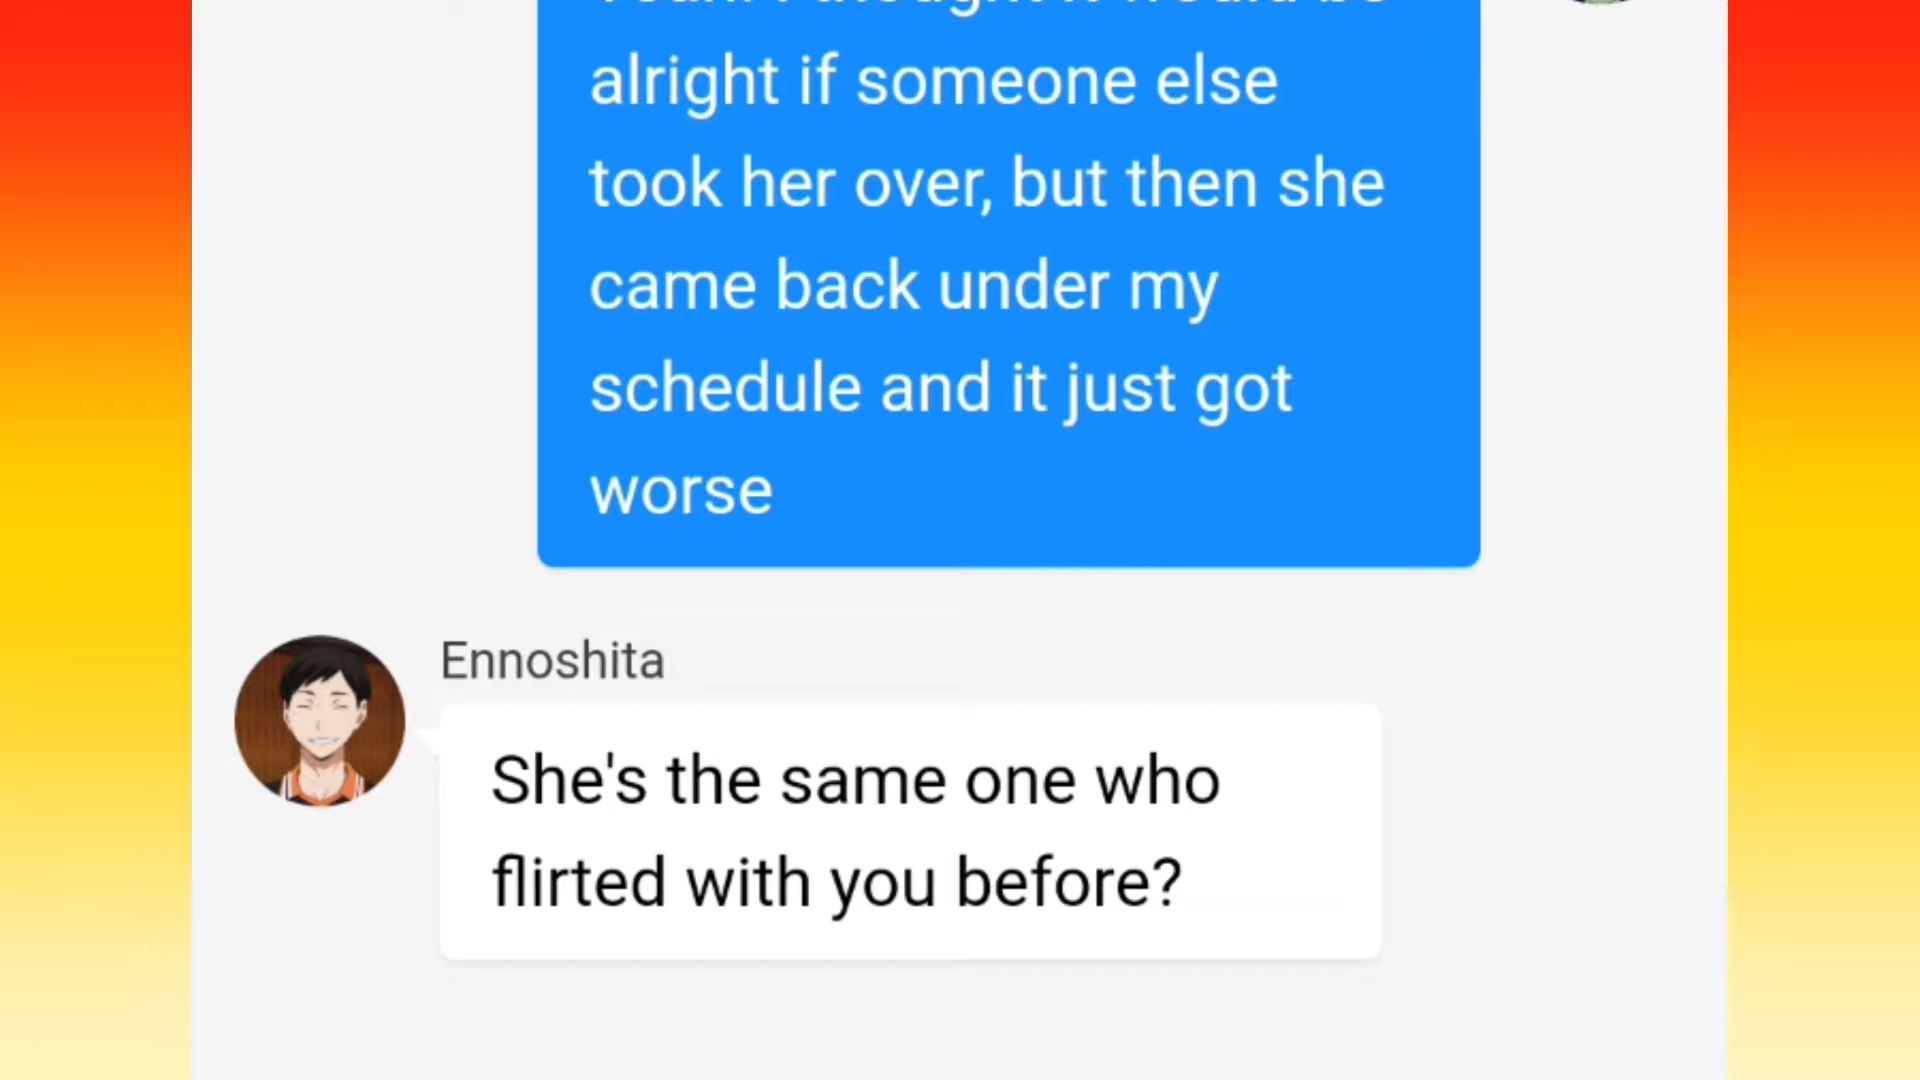 alright if someone else
took her over, but then she
came back under my
schedule and it just got
worse
Ennoshita
She's the same one who
flirted with you before?